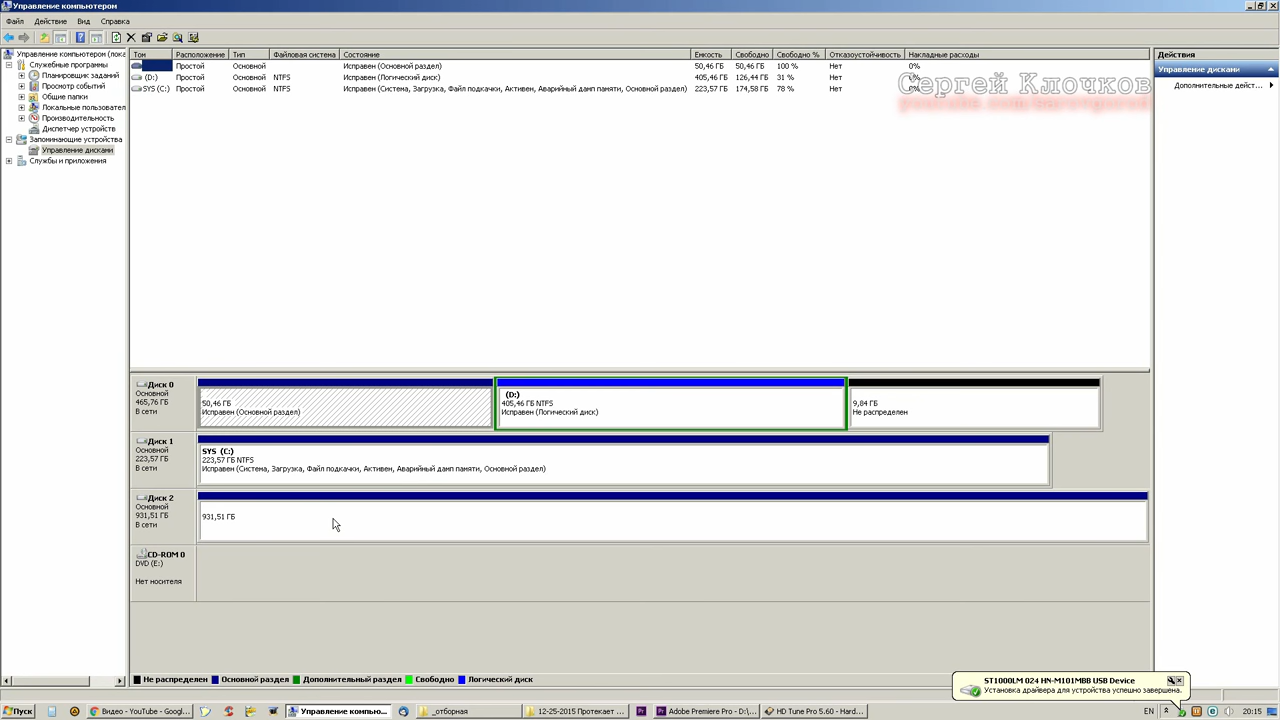 Управление компьютером
Файл Действие Вид Справка
Управление компьютером (лока
Служебные программы
Планировщик заданий
Просмотр событий
Общие папки
Локальные пользовател
Производительность
Диспетчер устройств
Запоминающие устройства
Управление дисками
Службы и приложения
Том Расположение Тип Файловая система Состояние Емкость Свободно Свободно % Отказоустойчивость Накладные расходы
Простой Основной Исправен (Основной раздел) 50,46 ГБ 50,46 ГБ 100 % Нет 0%
(D:) Простой Основной NTFS Исправен (Логический диск) 405,46 ГБ 126,44 ГБ 31 % Нет
SYS (C:) Простой Основной NTFS Исправен (Система, Загрузка, Файл подкачки, Активен, Аварийный дамп памяти, Основной раздел) 223,57 ГБ 174,58 ГБ 78 % Нет 0%
Сергей Клочков
Действия
Управление дисками
Дополнительные дейст...
Диск 0
Основной
465,76 ГБ
В сети
50,46 ГБ
Исправен (Основной раздел)
(D:)
405,46 ГБ NTFS
Исправен (Логический диск)
9,84 ГБ
Не распределен
Диск 1
Основной
223,57 ГБ
В сети
SYS (C:)
223,57 ГБ NTFS
Исправен (Система, Загрузка, Файл подкачки, Активен, Аварийный дамп памяти, Основной раздел)
Диск 2
Основной
931,51 ГБ
В сети
931,51 ГБ
CD-ROM 0
DVD (E:)
Нет носителя
Не распределен Основной раздел Дополнительный раздел Свободно Логический диск
ST1000LM 024 HN-M101MBB USB Device
Установка драйвера для устройства успешно завершена.
Пуск Видео - YouTube - Googl... Управление компью... _отборная 12-25-2015 Протекает ... Adobe Premiere Pro - D:\... HD Tune Pro 5.60 - Hard... EN 20:15